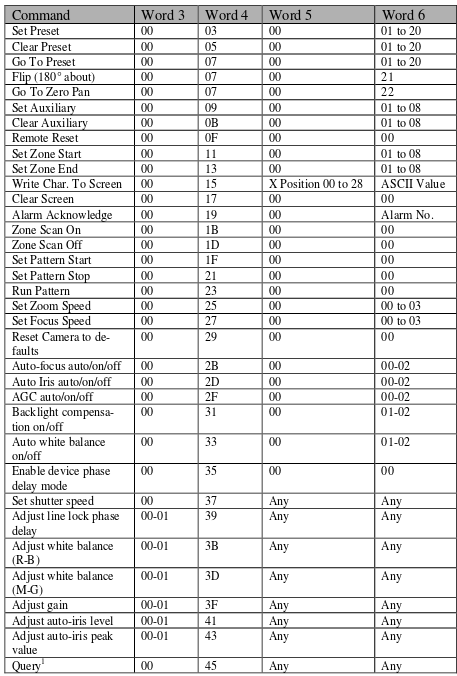 Command Word 3 Word 4 Word 5 Word 6
Set Preset 00 03 00 01 to 20
Clear Preset 00 05 00 01 to 20
Go To Preset 00 07 00 01 to 20
Flip (180° about) 00 07 00 21
Go To Zero Pan 00 07 00 22
Set Auxiliary 00 09 00 01 to 08
Clear Auxiliary 00 0B 00 01 to 08
Remote Reset 00 0F 00 00
Set Zone Start 00 11 00 01 to 08
Set Zone End 00 13 00 01 to 08
Write Char. To Screen 00 15 X Position 00 to 28 ASCII Value
Clear Screen 00 17 00 00
Alarm Acknowledge 00 19 00 Alarm No.
Zone Scan On 00 1B 00 00
Zone Scan Off 00 1D 00 00
Set Pattern Start 00 1F 00 00
Set Pattern Stop 00 21 00 00
Run Pattern 00 23 00 00
Set Zoom Speed 00 25 00 00 to 03
Set Focus Speed 00 27 00 00 to 03
Reset Camera to de- 00 29 00 00
faults
Auto-focus auto/on/off 00 2B 00 00-02
Auto Iris auto/on/off 00 2D 00 00-02
AGC auto/on/off 00 2F 00 00-02
Backlight compensa- 00 31 00 01-02
tion on/off
Auto white balance 00 33 00 01-02
on/off
Enable device phase 00 35 00 00
delay mode
Set shutter speed 00 37 Any Any
Adjust line lock phase 00-01 39 Any Any
delay
Adjust white balance 00-01 3B Any Any
(R-B)
Adjust white balance 00-01 3D Any Any
(M-G)
Adjust gain 00-01 3F Any Any
Adjust auto-iris level 00-01 41 Any Any
Adjust auto-iris peak 00-01 43 Any Any
value
Query¹ 00 45 Any Any